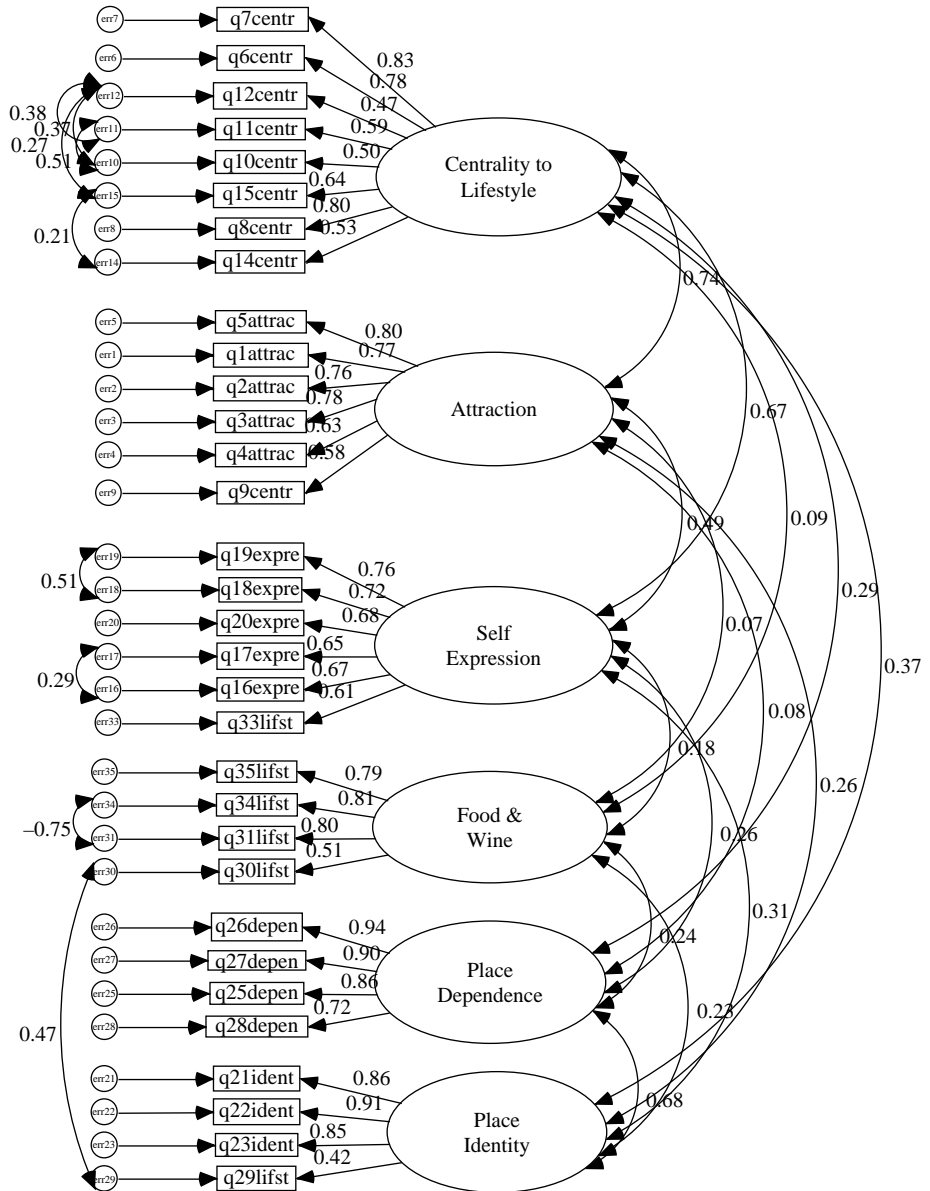 err7 q7centr
0.83
err6 q6centr
0.78
err12 q12centr
0.47
0.38
0.37
err11 q11centr
0.59
0.27
0.51
err10 q10centr
0.50
Centrality to
Lifestyle
err15 q15centr
0.64
0.80
err8 q8centr
0.53
0.21
err14 q14centr
0.74
err5 q5attrac
0.80
err1 q1attrac
0.77
0.76
err2 q2attrac
0.78
Attraction
0.67
err3 q3attrac
0.63
err4 q4attrac
0.58
err9 q9centr
0.49
0.09
err19 q19expre
0.76
0.51
err18 q18expre
0.72
0.29
err20 q20expre
0.68
0.07
Self
Expression
err17 q17expre
0.65
0.37
0.67
0.29
err16 q16expre
0.61
err33 q33lifst
0.08
0.18
err35 q35lifst
0.79
0.26
err34 q34lifst
0.81
Food &
Wine
–0.75
err31 q31lifst
0.80
0.26
0.51
err30 q30lifst
0.31
err26 q26depen
0.94
0.24
err27 q27depen
0.90
Place
Dependence
err25 q25depen
0.86
0.72
0.23
err28 q28depen
0.47
err21 q21ident
0.86
0.68
err22 q22ident
0.91
Place
Identity
err23 q23ident
0.85
0.42
err29 q29lifst